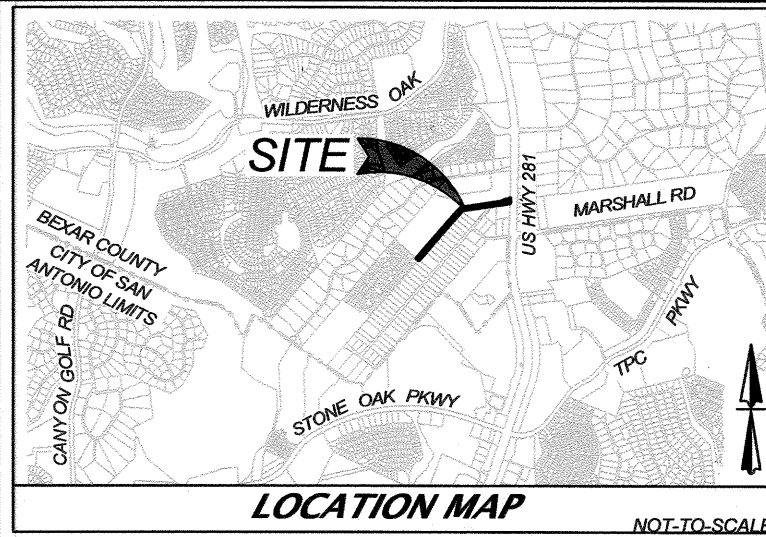 WILDERNESS OAK
SITE
US HWY 281
MARSHALL RD
BEXAR COUNTY
CITY OF SAN
ANTONIO LIMITS
CANYON GOLF RD
TPC PKWY
STONE OAK PKWY
LOCATION MAP
NOT-TO-SCALE